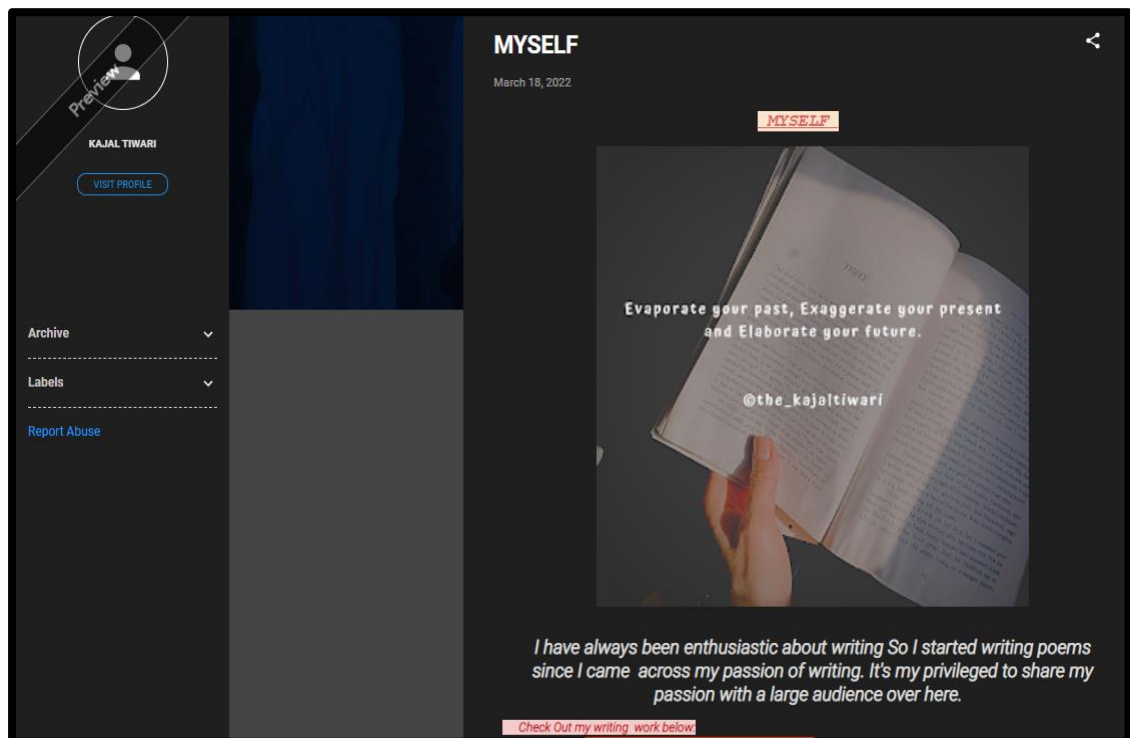 Preview
KAJAL TIWARI
VISIT PROFILE
Archive
Labels
Report Abuse
MYSELF
March 18, 2022
MYSELF
THREE
Evaporate your past, Exaggerate your present
and Elaborate your future.
©the_kajaltiwari
I have always been enthusiastic about writing So I started writing poems
since I came across my passion of writing. It's my privileged to share my
passion with a large audience over here.
Check Out my writing work below: